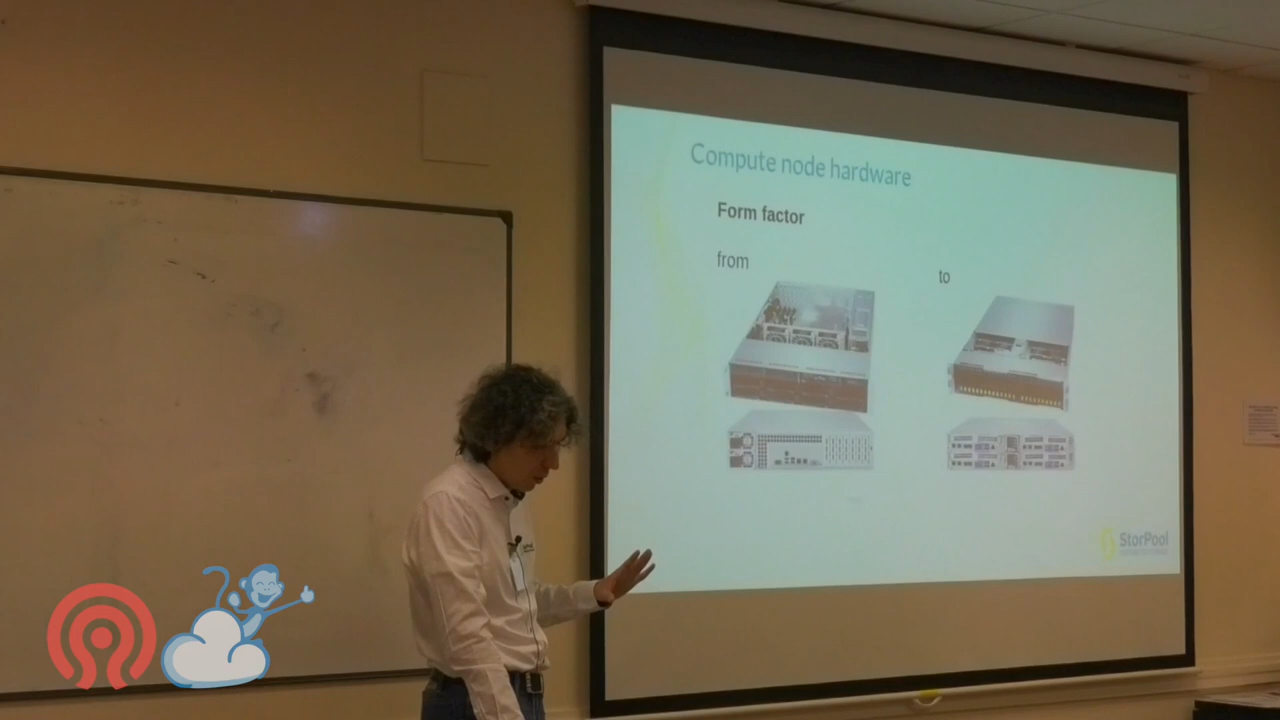 Compute node hardware
Form factor
from
to
StorPool